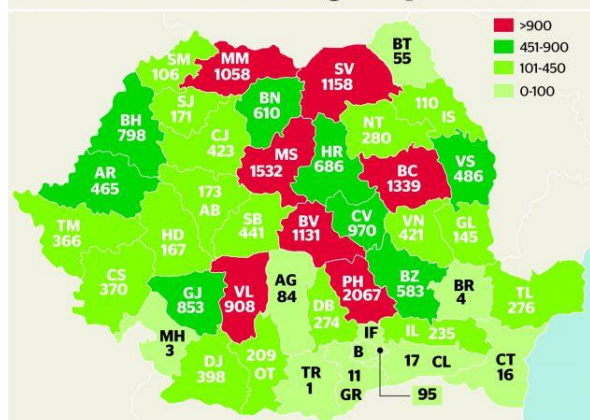 >900
451-900
101-450
0-100
BT
55
SM
106
MM
1058
SV
1158
BN
610
SJ
171
110
IS
BH
798
CJ
423
NT
280
MS
1532
HR
686
BC
1339
VS
486
AR
465
173
AB
TM
366
HD
167
SB
441
BV
1131
CV
970
VN
421
GL
145
CS
370
GJ
853
VL
908
AG
84
PH
2067
BZ
583
BR
4
TL
276
DB
274
MH
3
IF
IL 235
B
DJ
398
209
OT
TR
1
11
GR
17 CL
CT
16
95